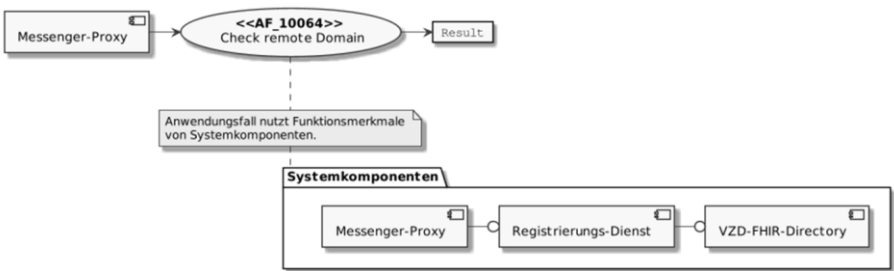 Messenger-Proxy
<<AF_10064>>
Check remote Domain
Result
Anwendungsfall nutzt Funktionsmerkmale
von Systemkomponenten.
Systemkomponenten
Messenger-Proxy
Registrierungs-Dienst
VZD-FHIR-Directory